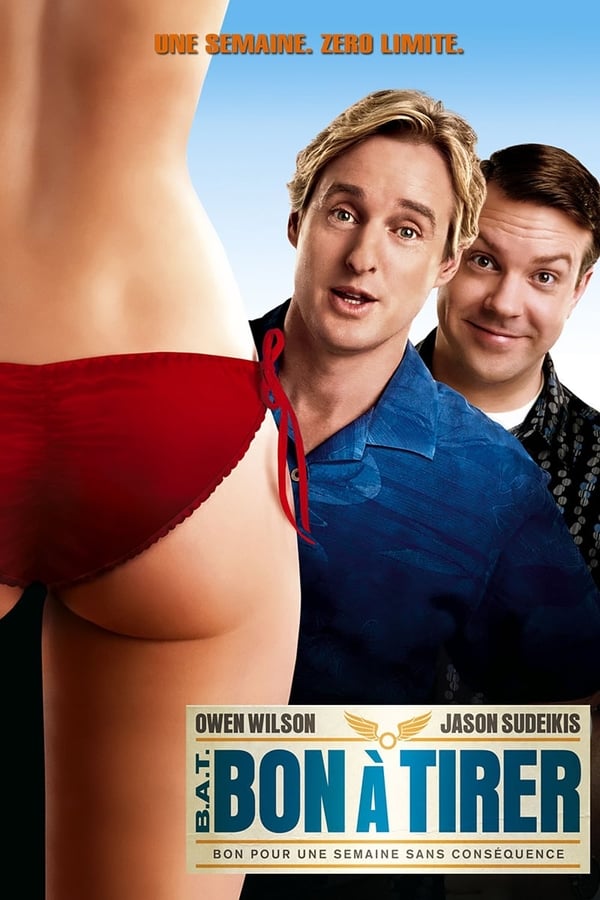 UNE SEMAINE. ZERO LIMITE.
OWEN WILSON JASON SUDEIKIS
B.A.T. BON À TIRER
BON POUR UNE SEMAINE SANS CONSÉQUENCE